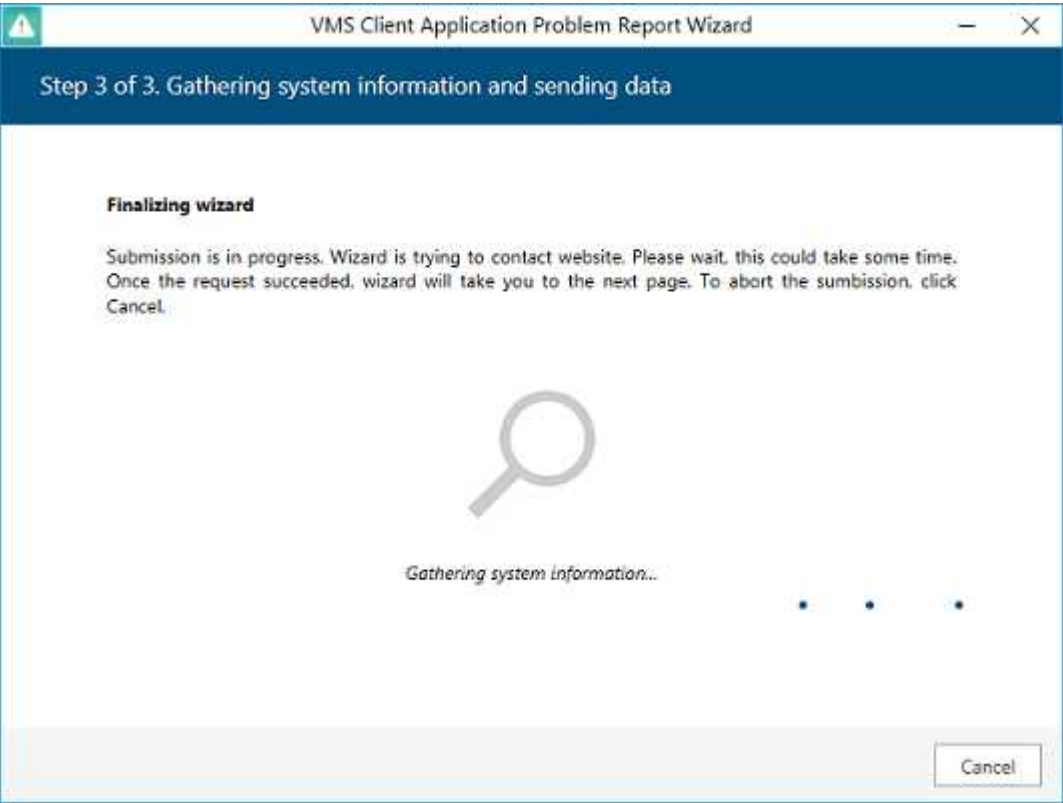 VMS Client Application Problem Report Wizard
Step 3 of 3. Gathering system information and sending data
Finalizing wizard
Submission is in progress. Wizard is trying to contact website. Please wait, this could take some time.
Once the request succeeded, wizard will take you to the next page. To abort the sumbission, click
Cancel.
Gathering system information...
Cancel